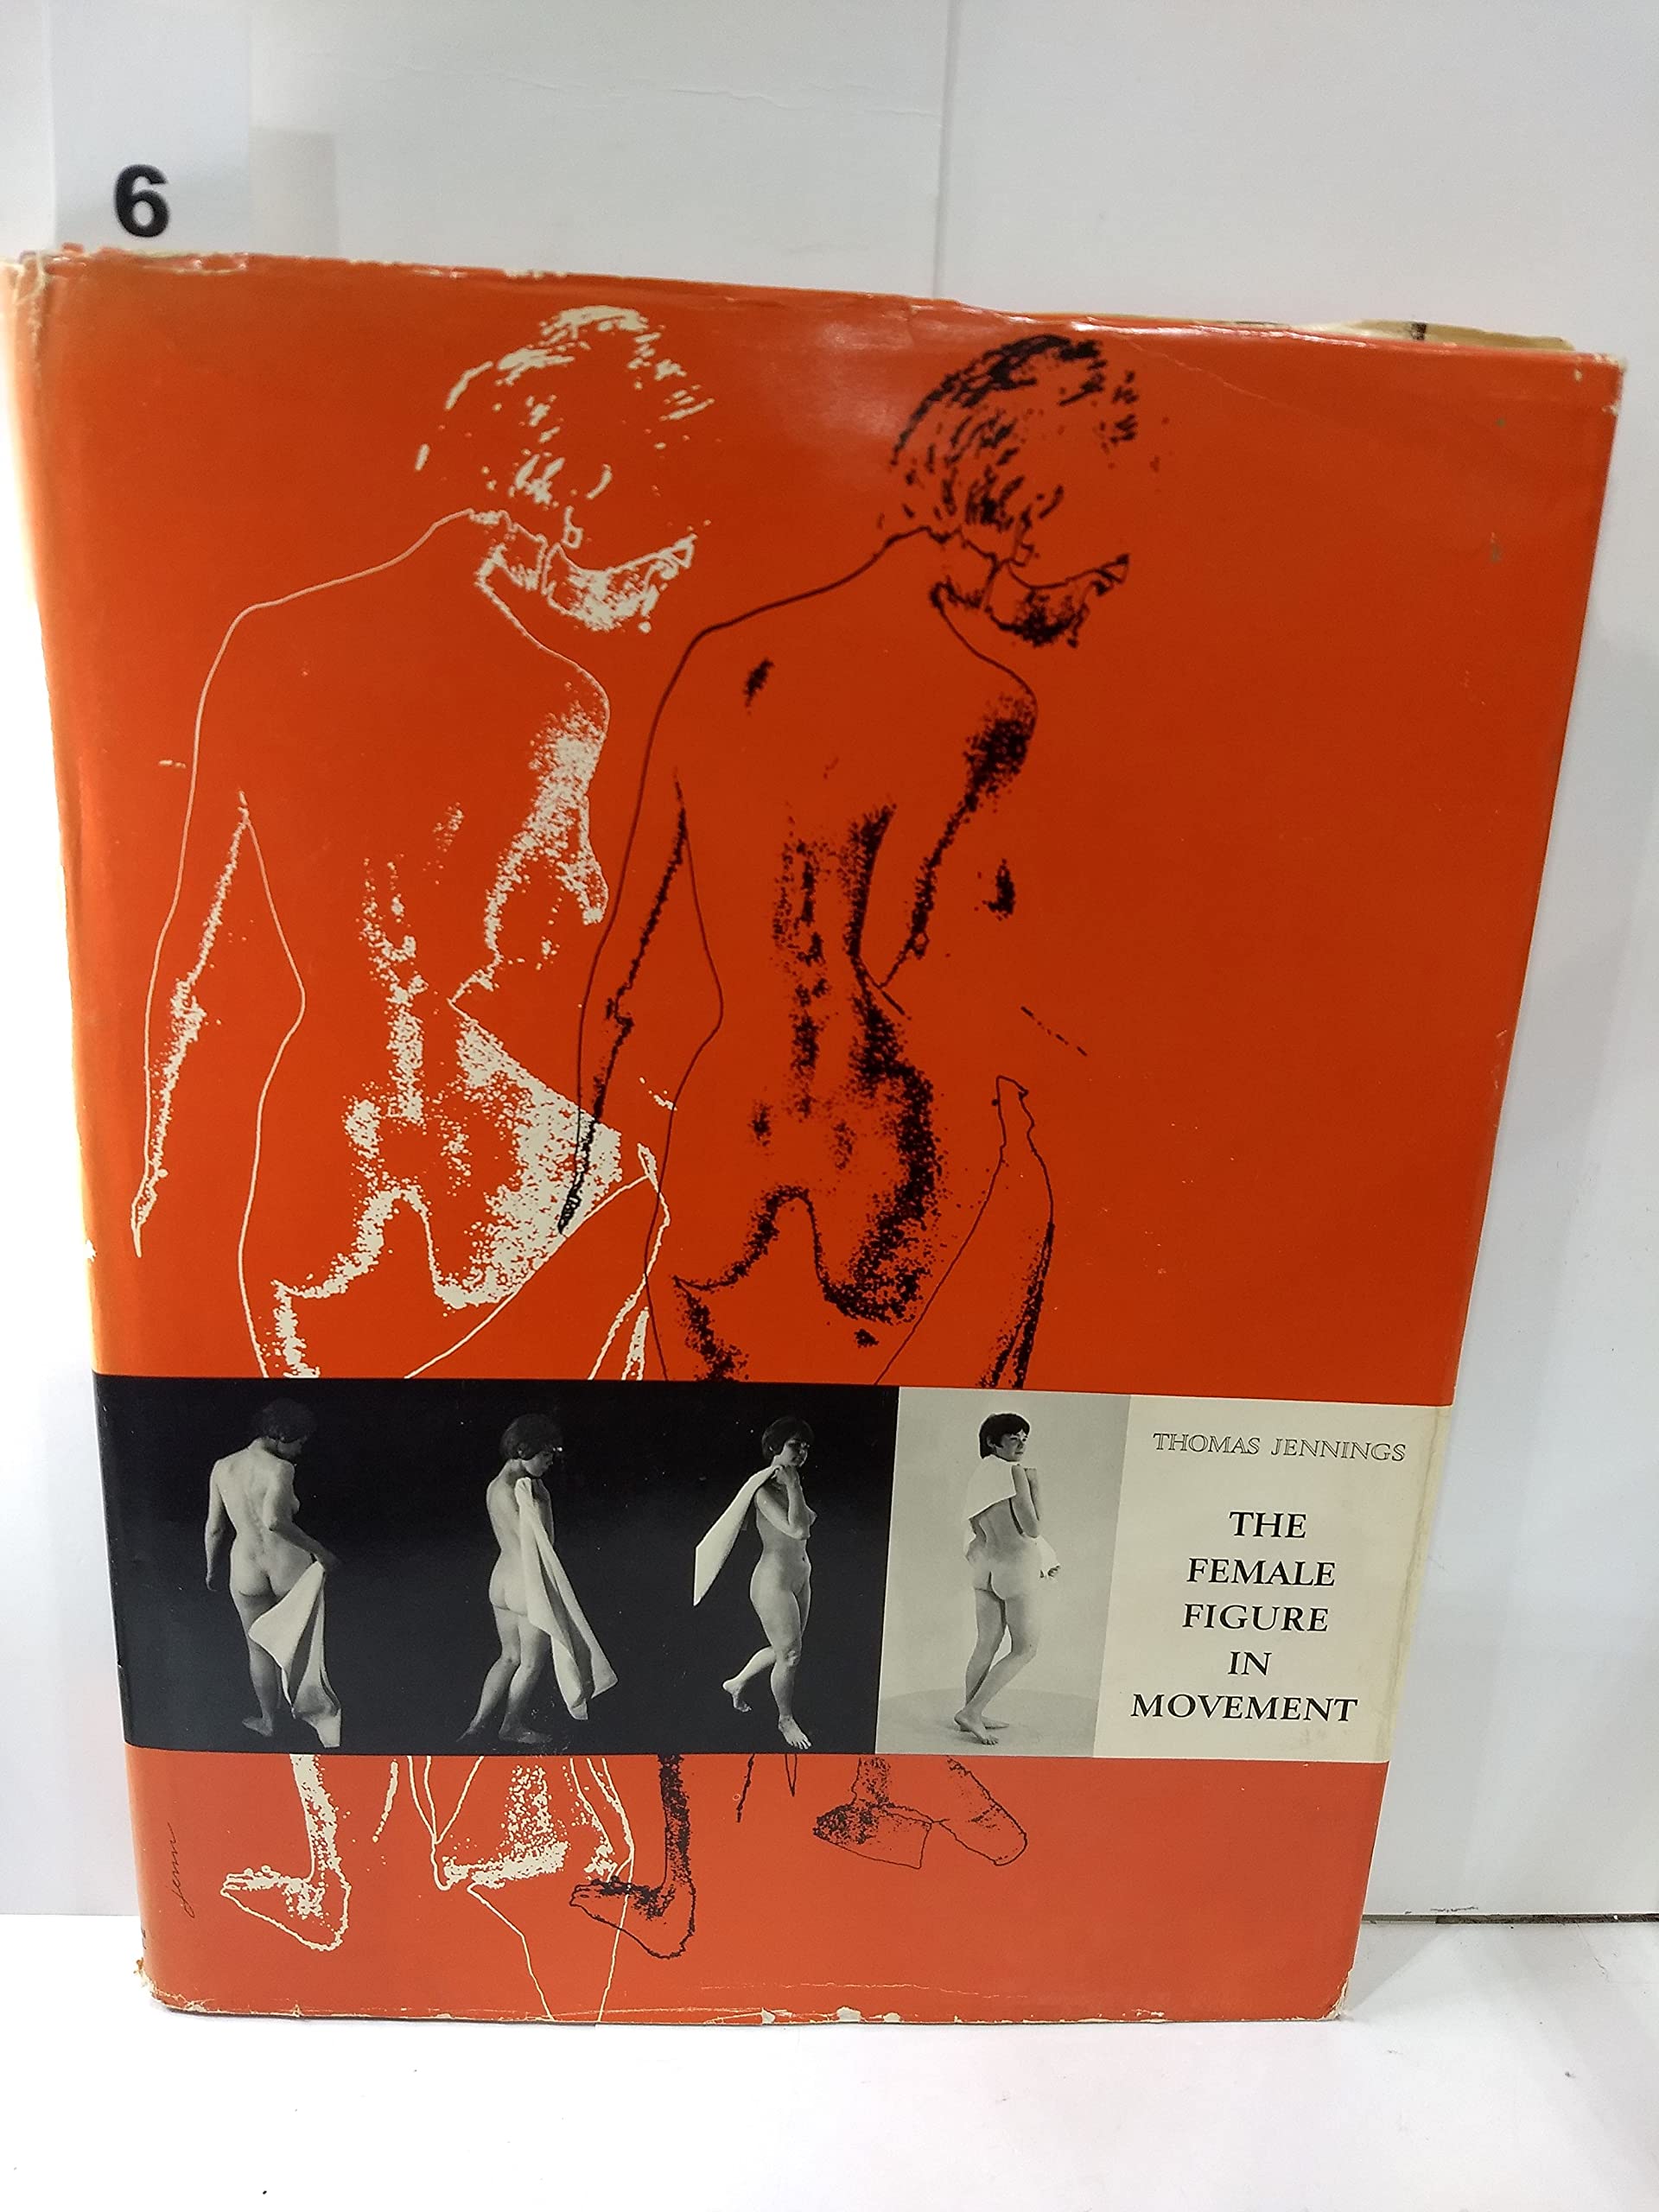 6
THOMAS JENNINGS
THE
FEMALE
FIGURE
IN
MOVEMENT